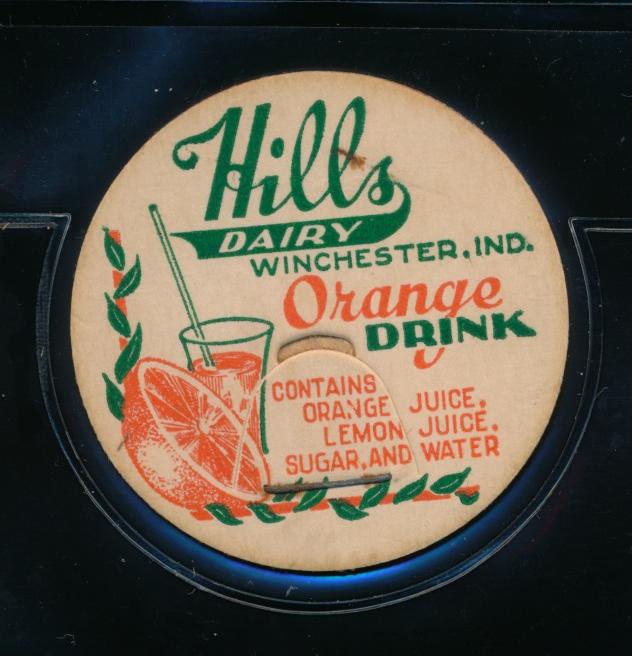 Hills
DAIRY
WINCHESTER, IND.
Orange
DRINK
CONTAINS
ORANGE JUICE,
LEMON JUICE,
SUGAR, AND WATER